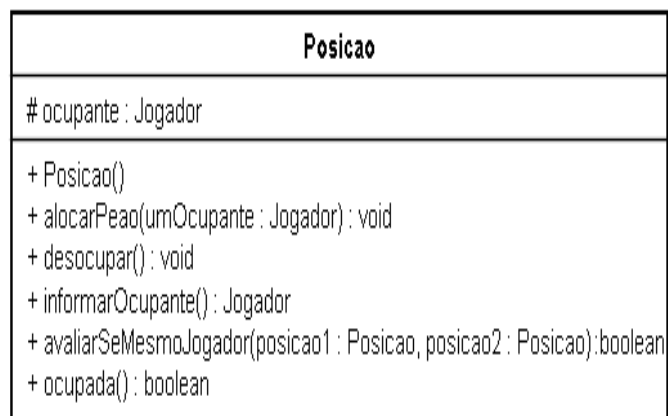 Posicao
# ocupante : Jogador
+ Posicao()
+ alocarPeao(umOcupante : Jogador) : void
+ desocupar() : void
+ informarOcupante() : Jogador
+ avaliarSeMesmoJogador(posicao1 : Posicao, posicao2 : Posicao):boolean
+ ocupada() : boolean